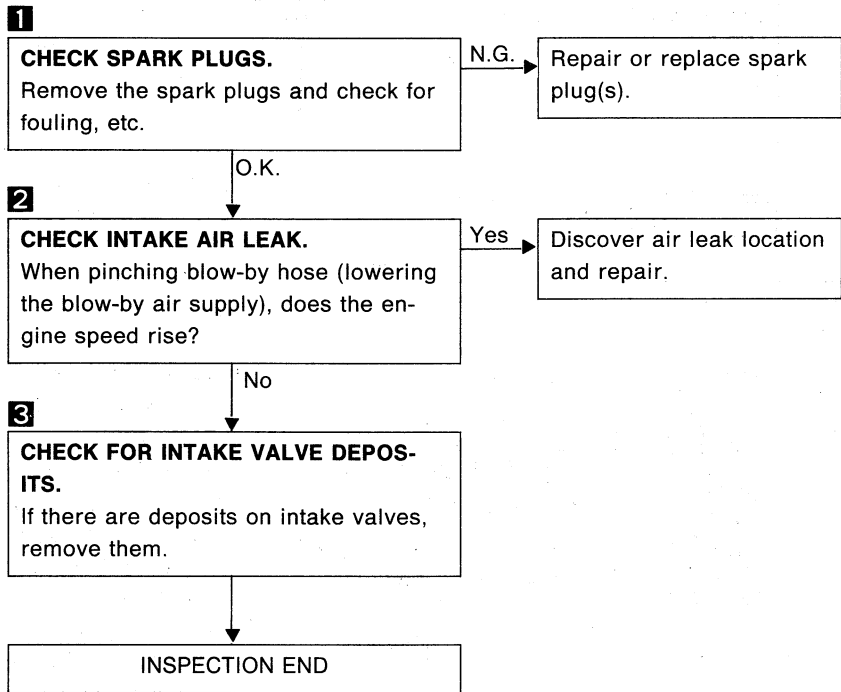 1
CHECK SPARK PLUGS.
Remove the spark plugs and check for
fouling, etc.
N.G.
Repair or replace spark
plug(s).
O.K.
2
CHECK INTAKE AIR LEAK.
When pinching blow-by hose (lowering
the blow-by air supply), does the en-
gine speed rise?
Yes
Discover air leak location
and repair.
No
3
CHECK FOR INTAKE VALVE DEPOS-
ITS.
If there are deposits on intake valves,
remove them.
INSPECTION END